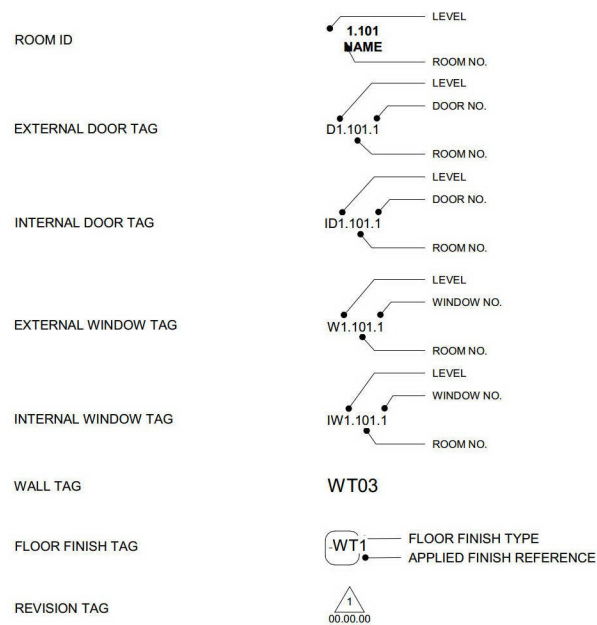 LEVEL
ROOM ID
1.101
NAME
ROOM NO.
LEVEL
DOOR NO.
EXTERNAL DOOR TAG
D1.101.1
ROOM NO.
LEVEL
DOOR NO.
INTERNAL DOOR TAG
ID1.101.1
ROOM NO.
LEVEL
WINDOW NO.
EXTERNAL WINDOW TAG
W1.101.1
ROOM NO.
LEVEL
WINDOW NO.
INTERNAL WINDOW TAG
IW1.101.1
ROOM NO.
WALL TAG
WT03
FLOOR FINISH TAG
-WT1
FLOOR FINISH TYPE
APPLIED FINISH REFERENCE
REVISION TAG
1
00.00.00